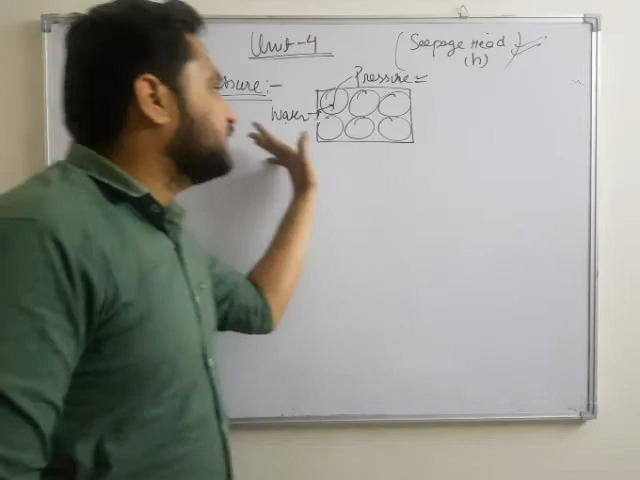 Unit-4
(Seepage Head)
(h)
Pressure
Water